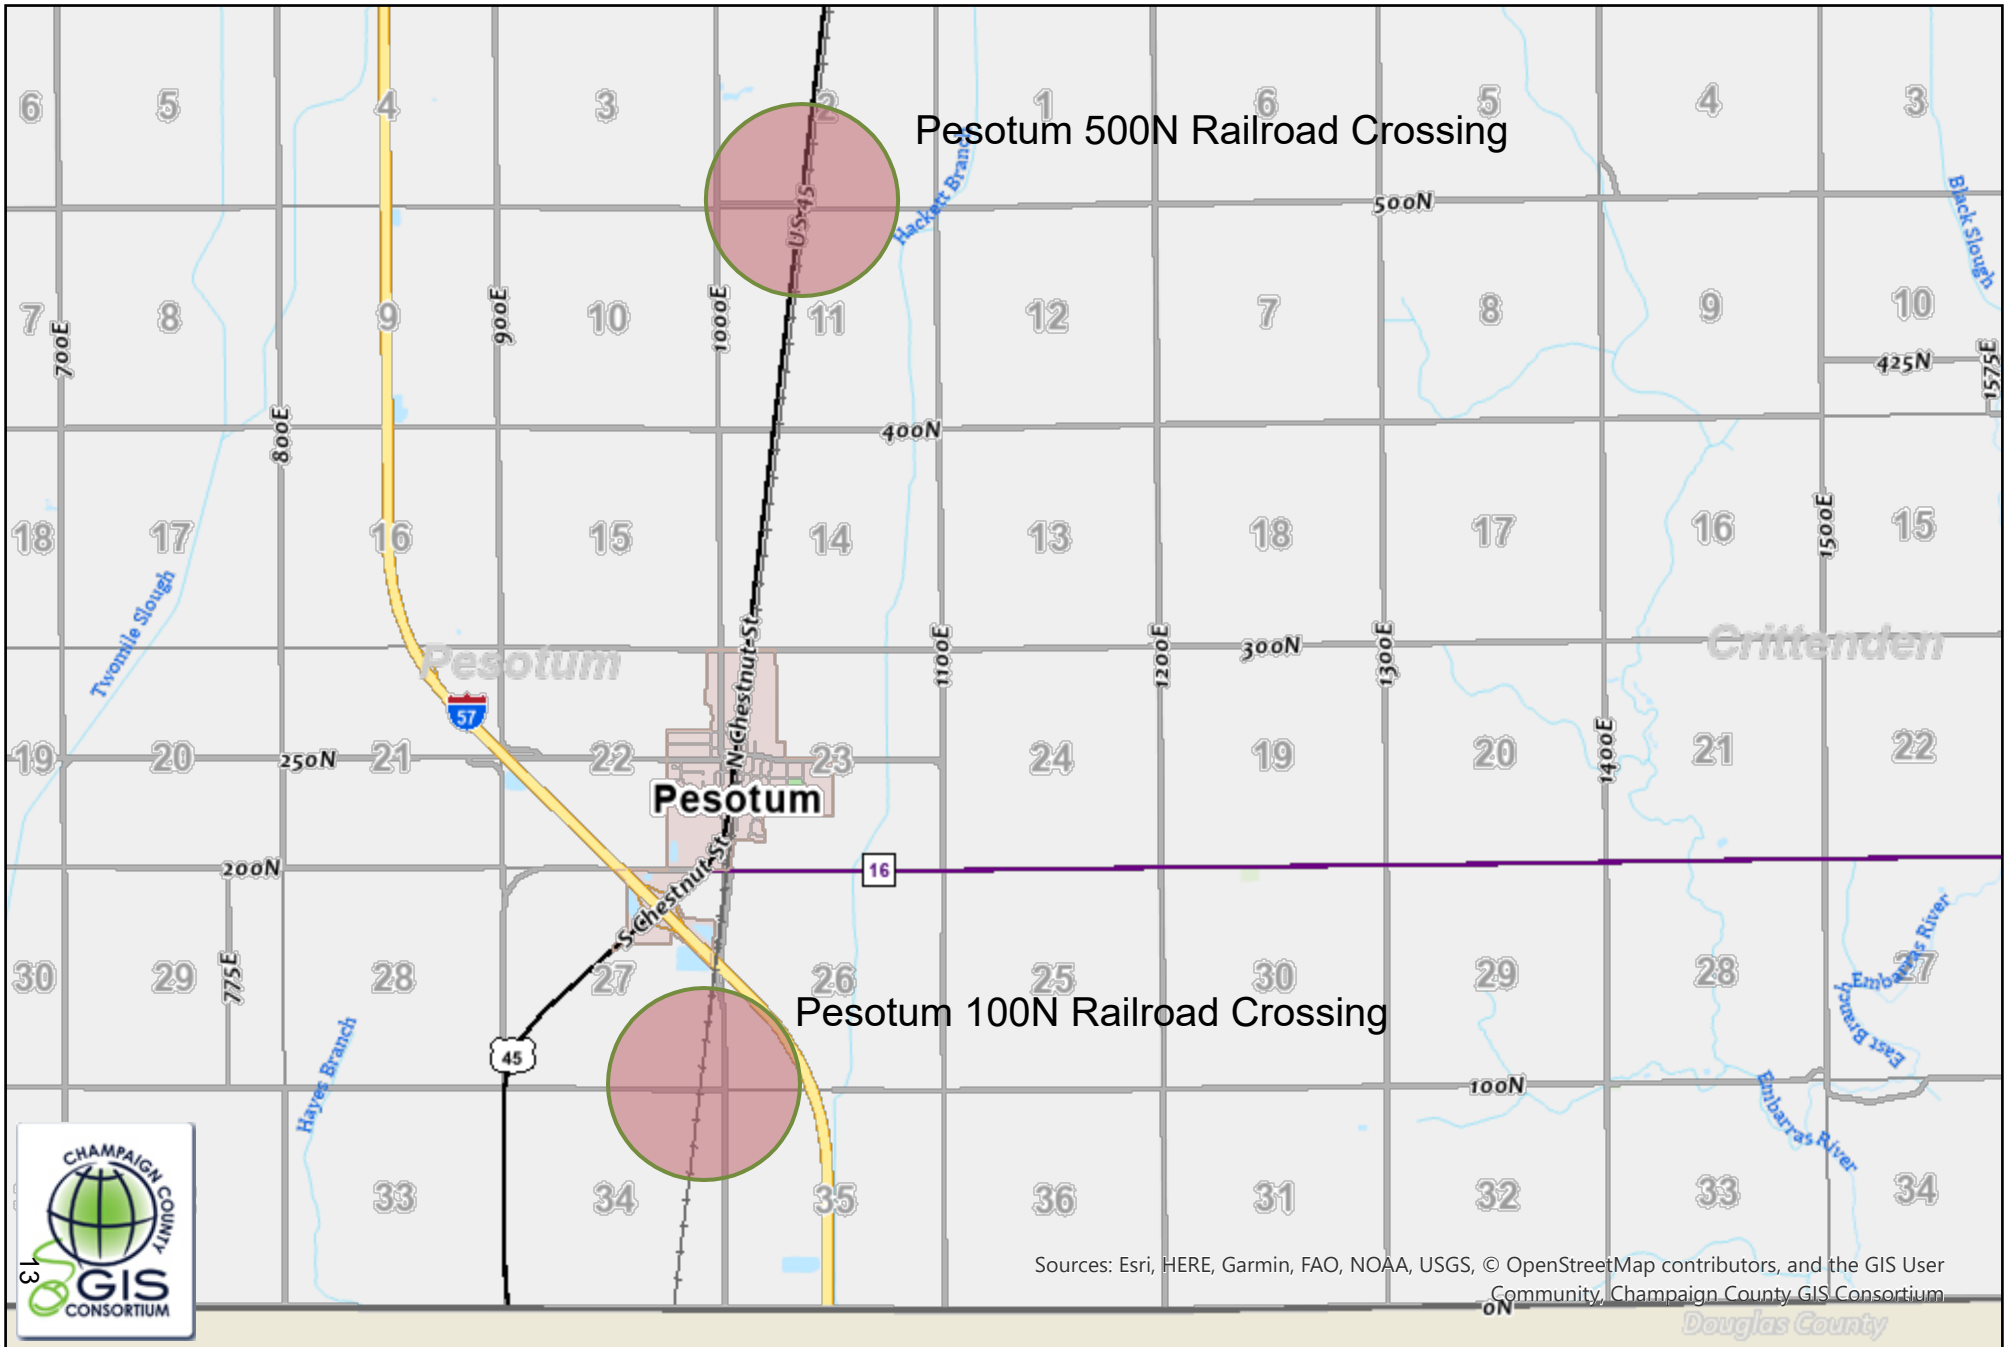 6
5
4
3
2
1
6
5
4
3
Pesotum 500N Railroad Crossing
Hackett Branch
US-45
500N
Black Slough
7
8
9
10
11
12
7
8
9
10
700E
900E
1000E
425N
1575E
800E
400N
18
17
16
15
14
13
18
17
16
15
1500E
Twomile Slough
Pesotum
N-Chestnut-St
1100E
1200E
300N
1300E
Crittenden
57
19
20
250N
21
22
23
24
19
20
1400E
21
22
Pesotum
S-Chestnut-St
200N
16
30
29
775E
28
27
26
25
30
29
28
27
Embarras River
East Branch
Pesotum 100N Railroad Crossing
Hayes Branch
45
100N
Embarras River
33
34
35
36
31
32
33
34
CHAMPAIGN COUNTY
GIS
CONSORTIUM
13
Sources: Esri, HERE, Garmin, FAO, NOAA, USGS, © OpenStreetMap contributors, and the GIS User
Community, Champaign County GIS Consortium
0N
Douglas County